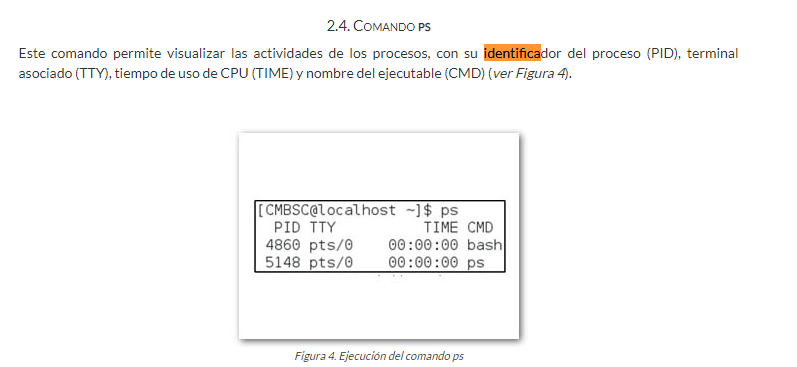 2.4. COMANDO PS
Este comando permite visualizar las actividades de los procesos, con su identificador del proceso (PID), terminal
asociado (TTY), tiempo de uso de CPU (TIME) y nombre del ejecutable (CMD) (ver Figura 4).
[CMBSC@localhost ~]$ ps
PID TTY TIME CMD
4860 pts/0 00:00:00 bash
5148 pts/0 00:00:00 ps
Figura 4. Ejecución del comando ps